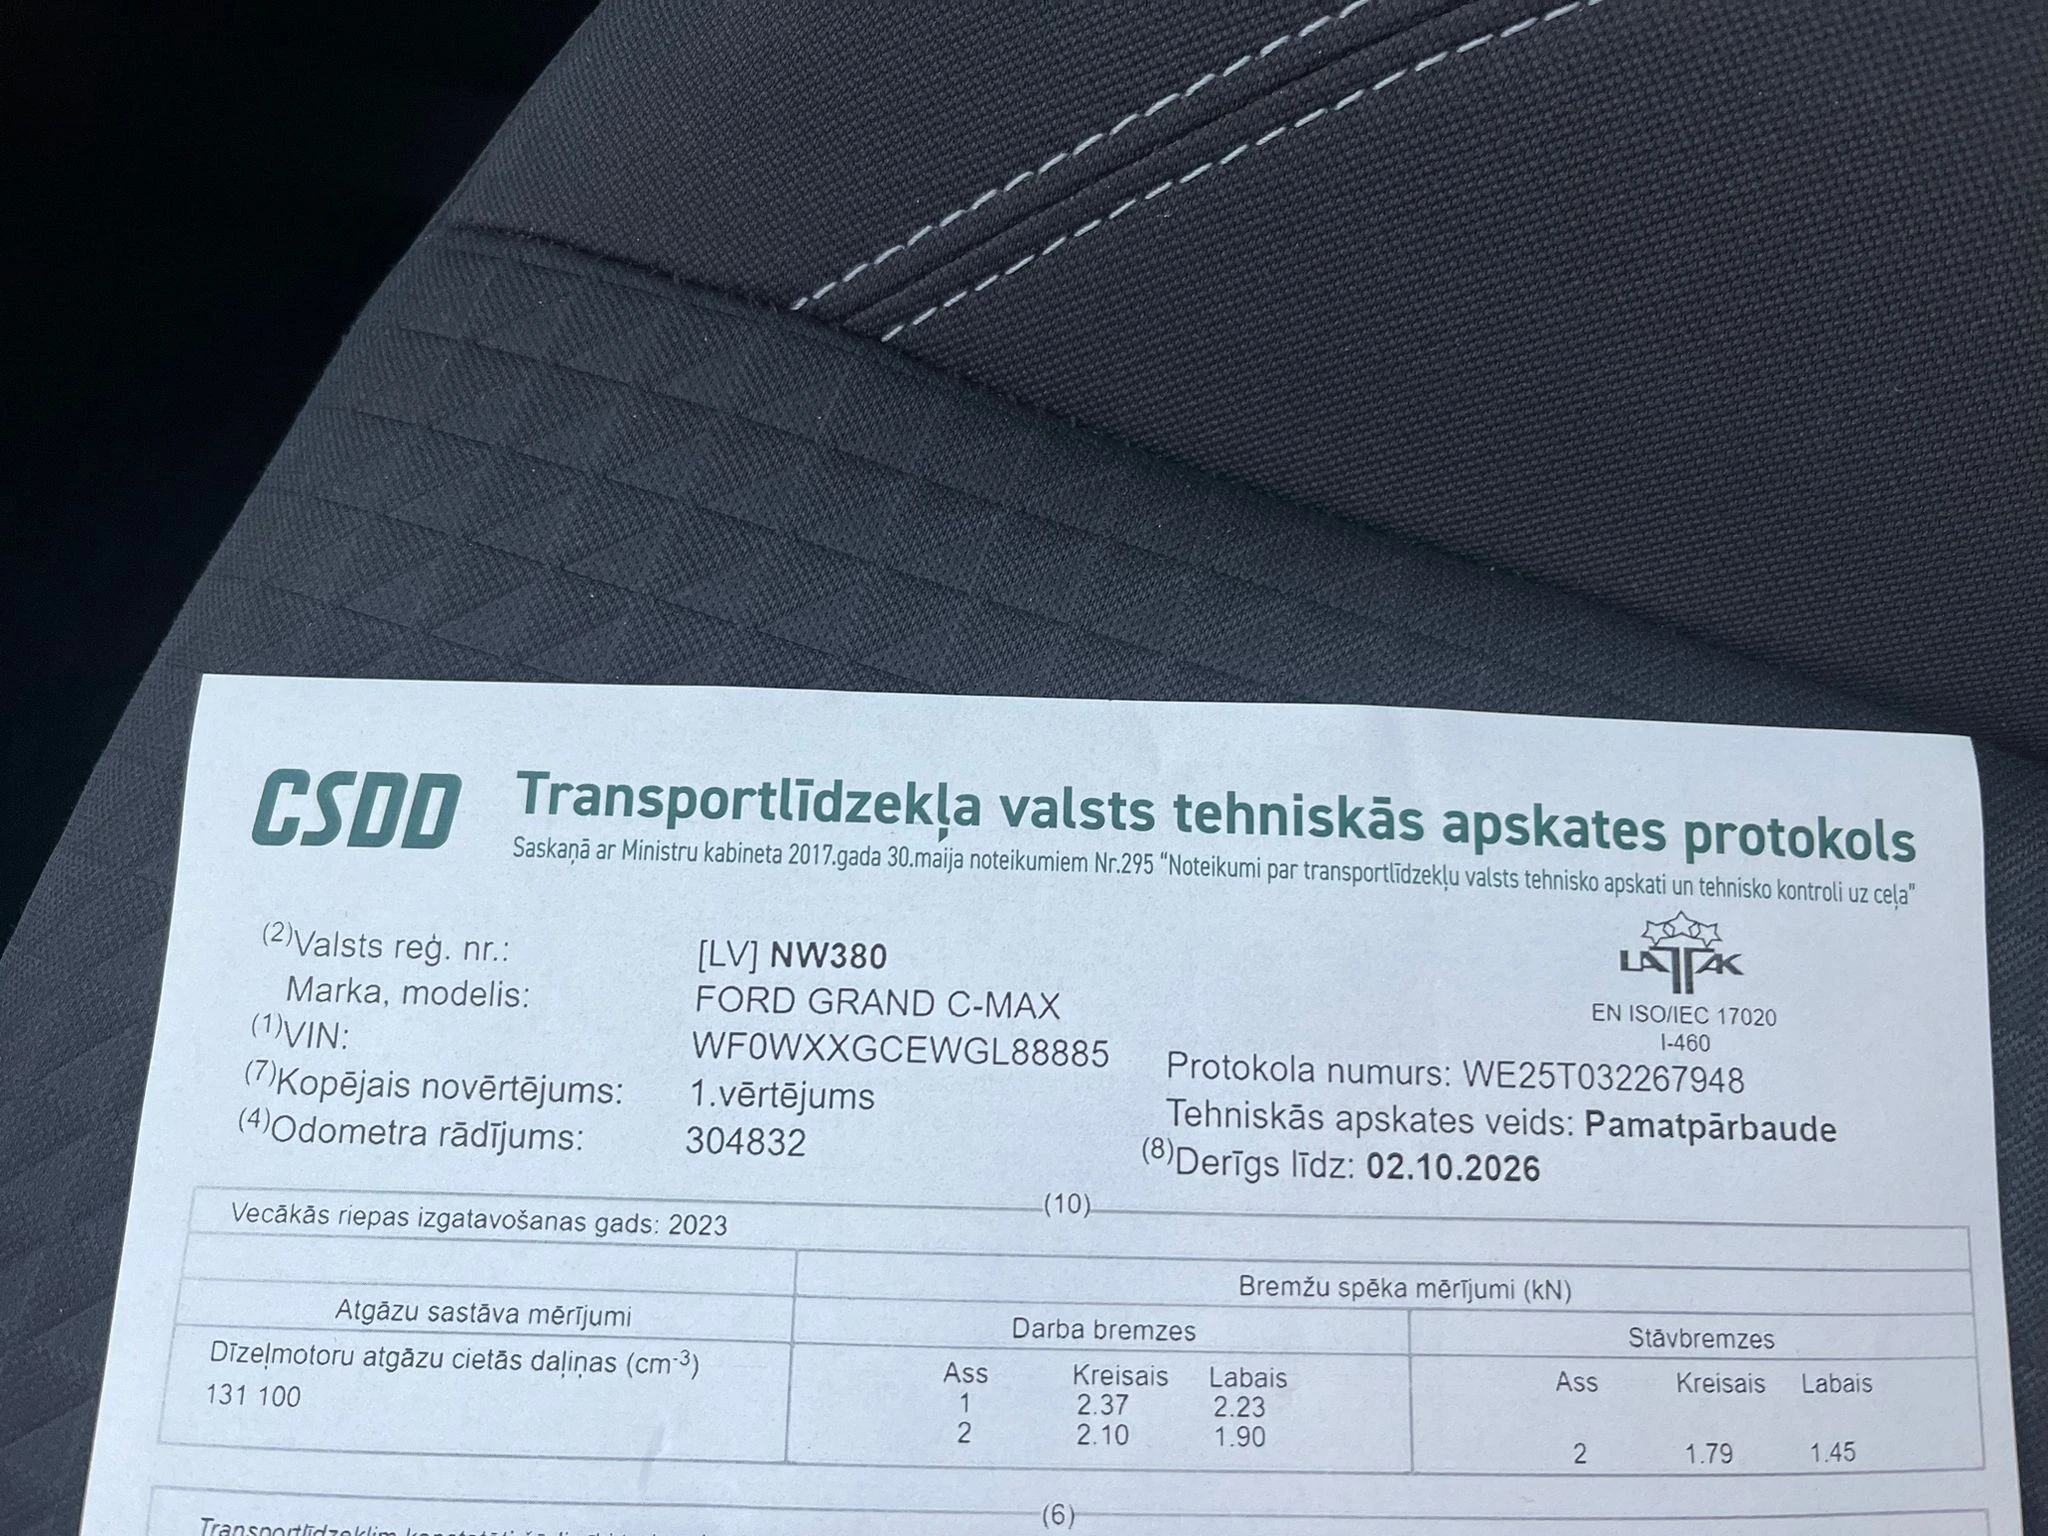 CSDD
Transportlīdzekļa valsts tehniskās apskates protokols
Saskaņā ar Ministru kabineta 2017.gada 30.maija noteikumiem Nr.295 "Noteikumi par transportlīdzekļu valsts tehnisko apskati un tehnisko kontroli uz ceļa"
LATAK
EN ISO/IEC 17020
I-460
(2)Valsts reģ. nr.: [LV] NW380
Marka, modelis: FORD GRAND C-MAX
(1)VIN: WF0WXXGCEWGL88885
(7)Kopējais novērtējums: 1.vērtējums
(4)Odometra rādījums: 304832
Protokola numurs: WE25T032267948
Tehniskās apskates veids: Pamatpārbaude
(8)Derīgs līdz: 02.10.2026
(10)
Vecākās riepas izgatavošanas gads: 2023
Atgāzu sastāva mērījumi
Dīzeļmotoru atgāzu cietās daļiņas (cm-3)
131 100
Bremžu spēka mērījumi (kN)
Darba bremzes
Ass Kreisais Labais
1 2.37 2.23
2 2.10 1.90
Stāvbremzes
Ass Kreisais Labais
2 1.79 1.45
(6)